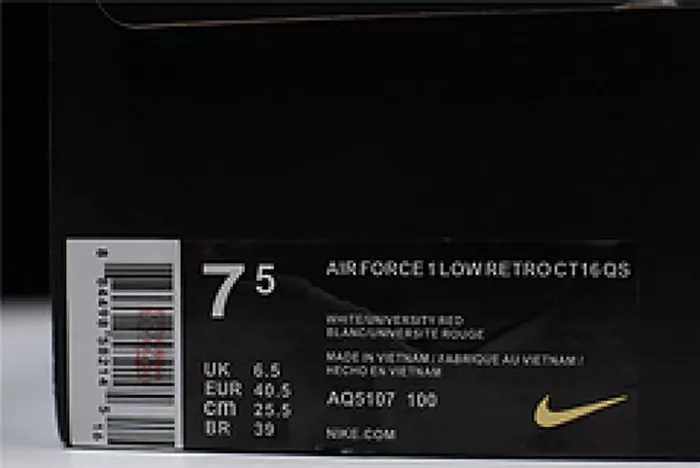 7 5
AIR FORCE 1 LOW RETRO CT16 QS
WHITE/UNIVERSITY RED
BLANC/UNIVERSITE ROUGE
MADE IN VIETNAM / FABRIQUE AU VIETNAM /
HECHO EN VIETNAM
UK 6.5
EUR 40.5
cm 25.5
BR 39
AQ5107 100
NIKE.COM